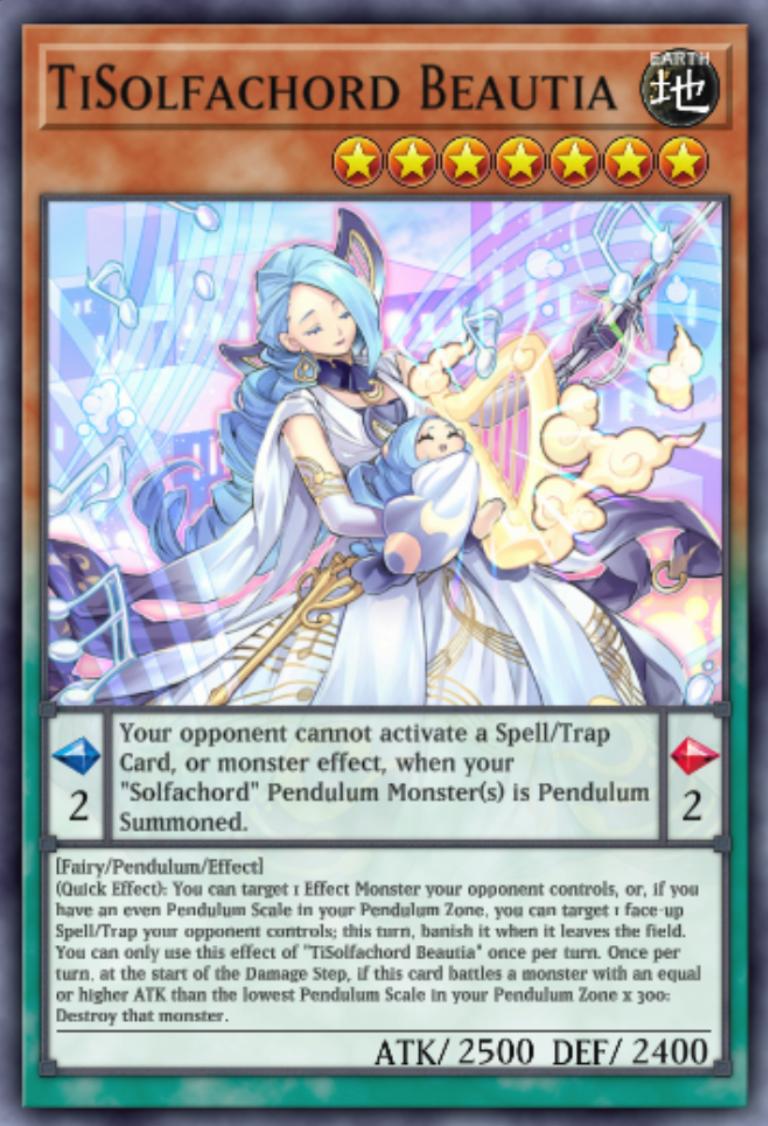 TiSolfachord Beautia
EARTH
地
Your opponent cannot activate a Spell/Trap
Card, or monster effect, when your
"Solfachord" Pendulum Monster(s) is Pendulum
Summoned.
2
2
[Fairy/Pendulum/Effect]
(Quick Effect): You can target 1 Effect Monster your opponent controls, or, if you
have an even Pendulum Scale in your Pendulum Zone, you can target 1 face-up
Spell/Trap your opponent controls; this turn, banish it when it leaves the field.
You can only use this effect of "TiSolfachord Beautia" once per turn. Once per
turn, at the start of the Damage Step, if this card battles a monster with an equal
or higher ATK than the lowest Pendulum Scale in your Pendulum Zone x 300:
Destroy that monster.
ATK/ 2500 DEF/ 2400